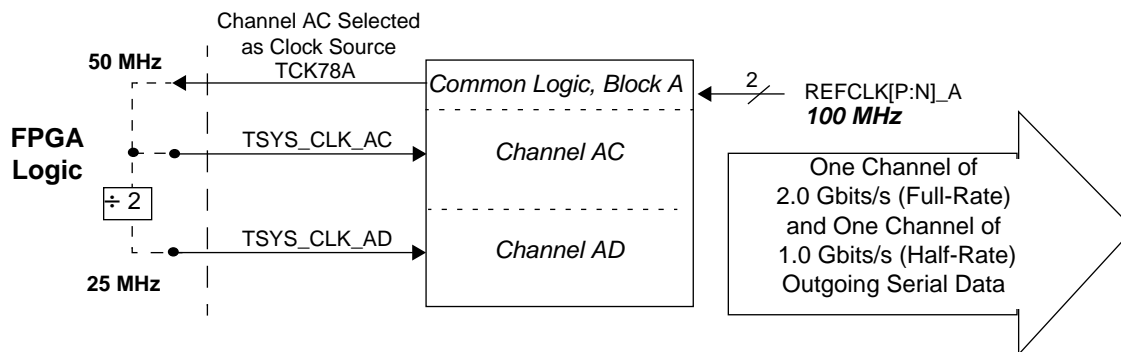 Channel AC Selected
as Clock Source
TCK78A
50 MHz
Common Logic, Block A
2
REFCLK[P:N]_A
100 MHz
FPGA
Logic
TSYS_CLK_AC
Channel AC
÷ 2
TSYS_CLK_AD
Channel AD
25 MHz
One Channel of
2.0 Gbits/s (Full-Rate)
and One Channel of
1.0 Gbits/s (Half-Rate)
Outgoing Serial Data